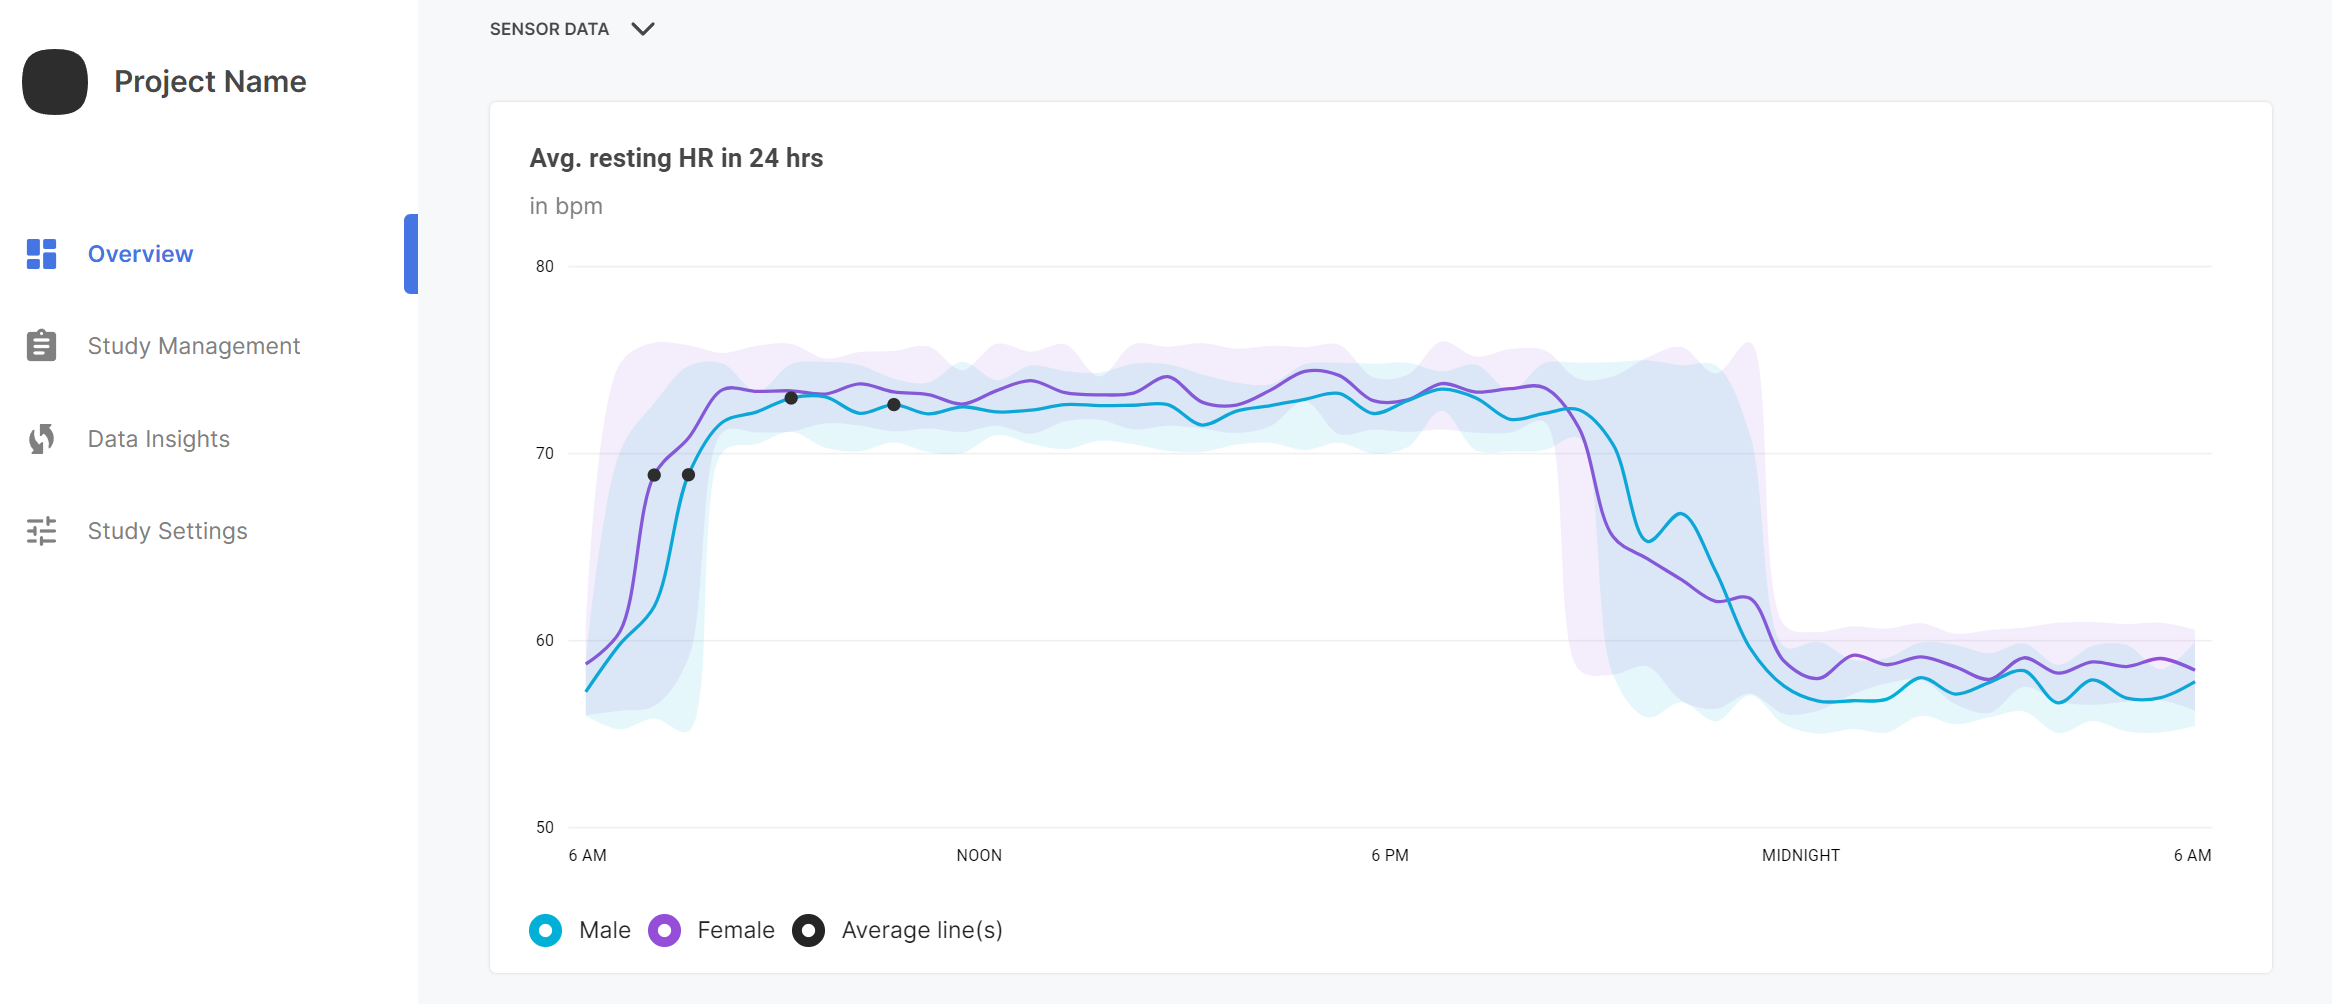 Project Name
Overview
Study Management
Data Insights
Study Settings
SENSOR DATA
Avg. resting HR in 24 hrs
in bpm
80
70
60
50
6 AM NOON 6 PM MIDNIGHT 6 AM
Male Female Average line(s)